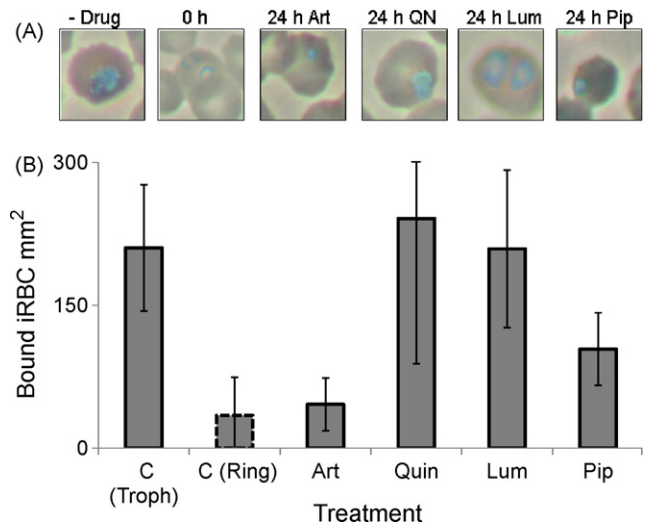 (A) - Drug 0 h 24 h Art 24 h QN 24 h Lum 24 h Pip
(B)
300
150
0
Bound iRBC mm²
C (Troph) C (Ring) Art Quin Lum Pip
Treatment